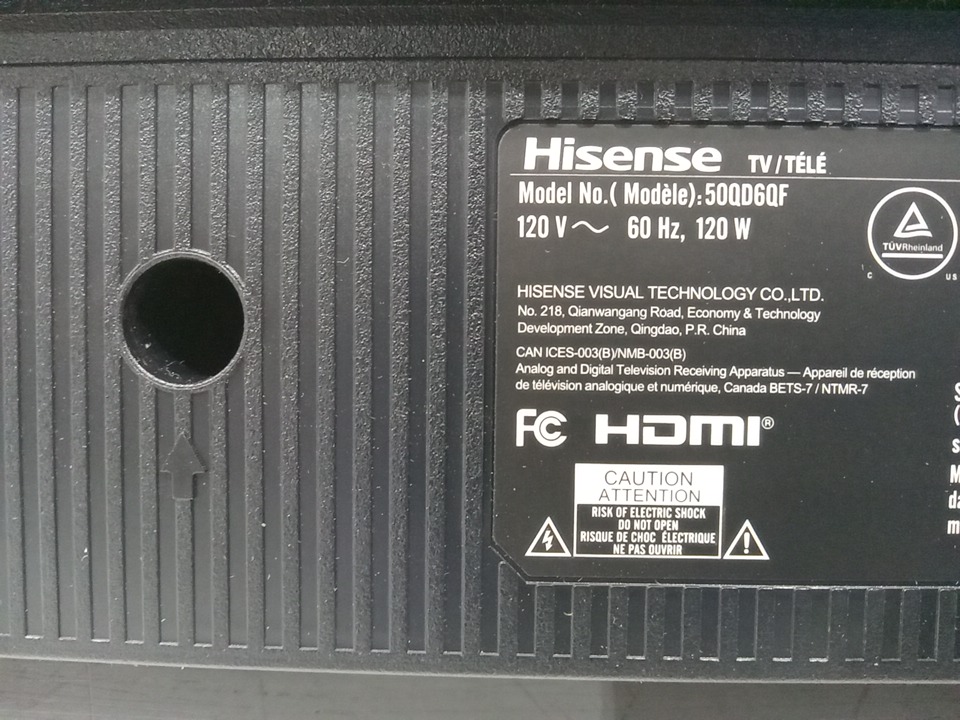 Hisense TV/TÉLÉ
Model No.( Modèle): 50QD6QF
120 V～ 60 Hz, 120 W
TÜVRheinland
C US
HISENSE VISUAL TECHNOLOGY CO.,LTD.
No. 218, Qianwangang Road, Economy & Technology
Development Zone, Qingdao, P.R. China
CAN ICES-003(B)/NMB-003(B)
Analog and Digital Television Receiving Apparatus — Appareil de réception
de télévision analogique et numérique, Canada BETS-7 / NTMR-7
FC HDMI®
CAUTION
ATTENTION
RISK OF ELECTRIC SHOCK
DO NOT OPEN
RISQUE DE CHOC ÉLECTRIQUE
NE PAS OUVRIR